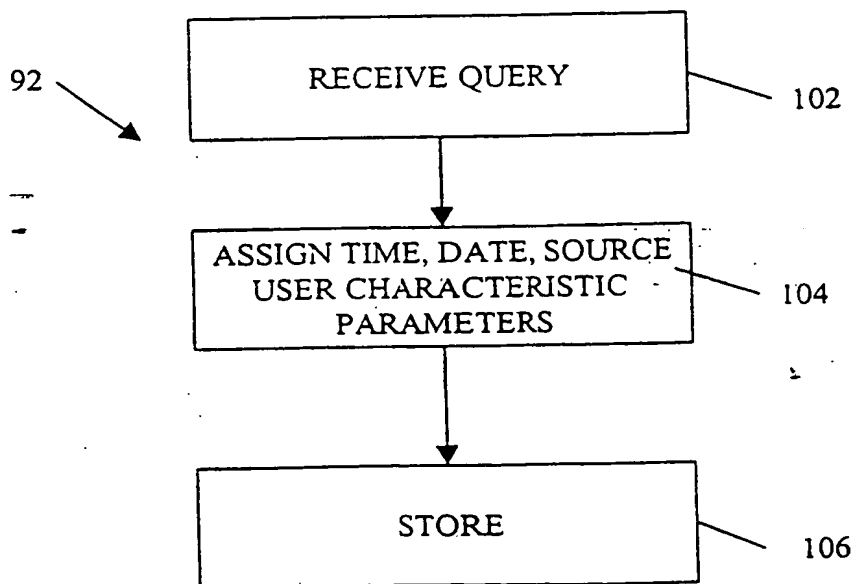 92
RECEIVE QUERY
102
ASSIGN TIME, DATE, SOURCE
USER CHARACTERISTIC
PARAMETERS
104
STORE
106